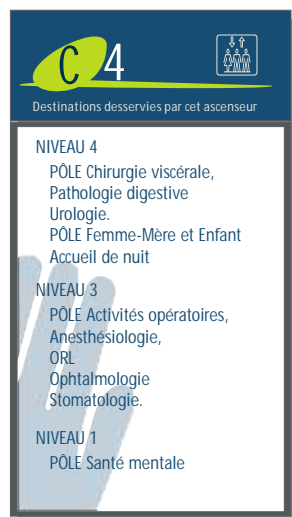 C 4
Destinations desservies par cet ascenseur
NIVEAU 4
PÔLE Chirurgie viscérale,
Pathologie digestive
Urologie.
PÔLE Femme-Mère et Enfant
Accueil de nuit
NIVEAU 3
PÔLE Activités opératoires,
Anesthésiologie,
ORL
Ophtalmologie
Stomatologie.
NIVEAU 1
PÔLE Santé mentale